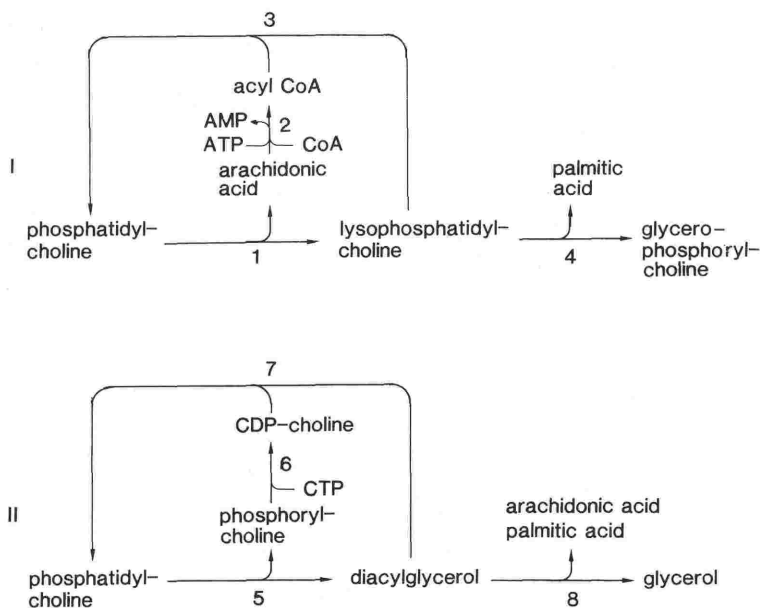 3
acyl CoA
AMP 2
ATP CoA
I
arachidonic
acid
palmitic
acid
phosphatidyl-
choline
1
lysophosphatidyl-
choline
4
glycero-
phosphoryl-
choline
7
CDP-choline
6
CTP
II
phosphoryl-
choline
arachidonic acid
palmitic acid
phosphatidyl-
choline
5
diacylglycerol
8
glycerol